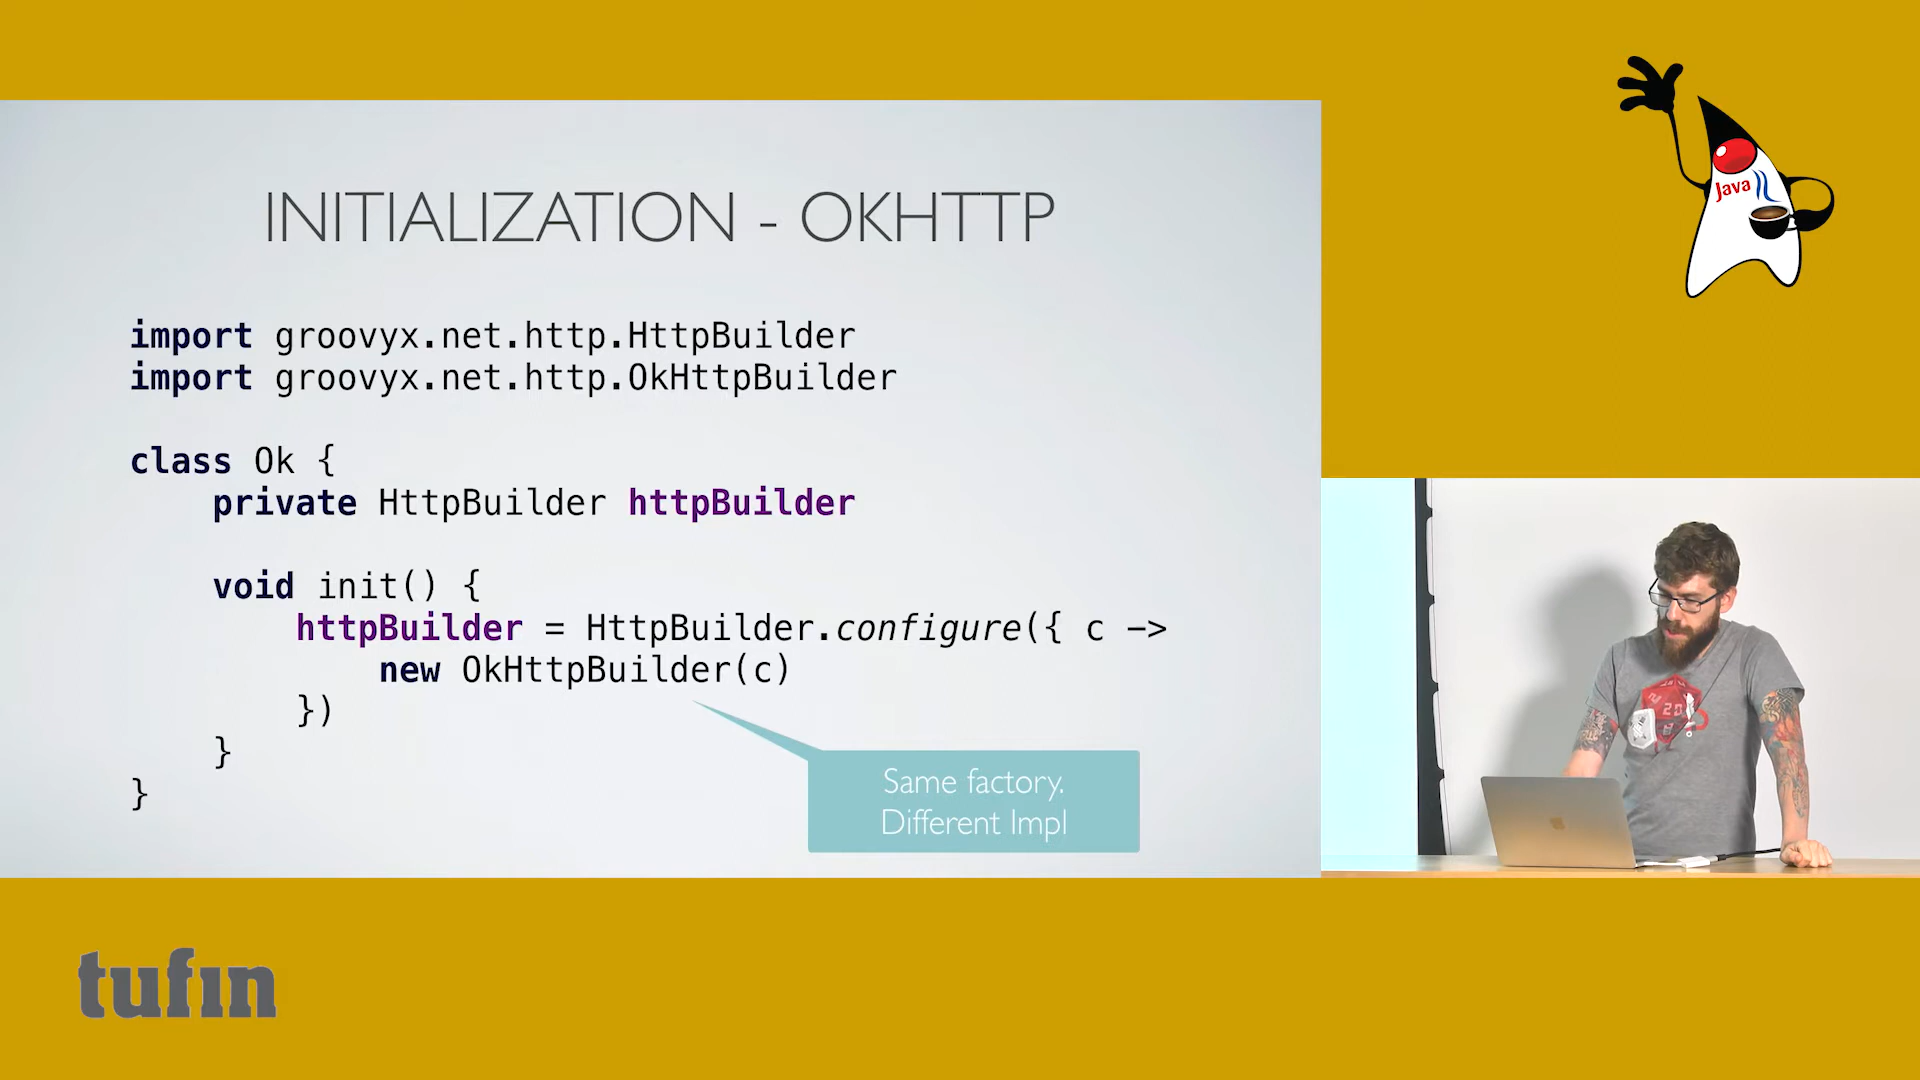 INITIALIZATION - OKHTTP
import groovyx.net.http.HttpBuilder
import groovyx.net.http.OkHttpBuilder
class Ok {
private HttpBuilder httpBuilder
void init() {
httpBuilder = HttpBuilder.configure({ c ->
new OkHttpBuilder(c)
})
}
}
Same factory.
Different Impl
Java
20
tufin